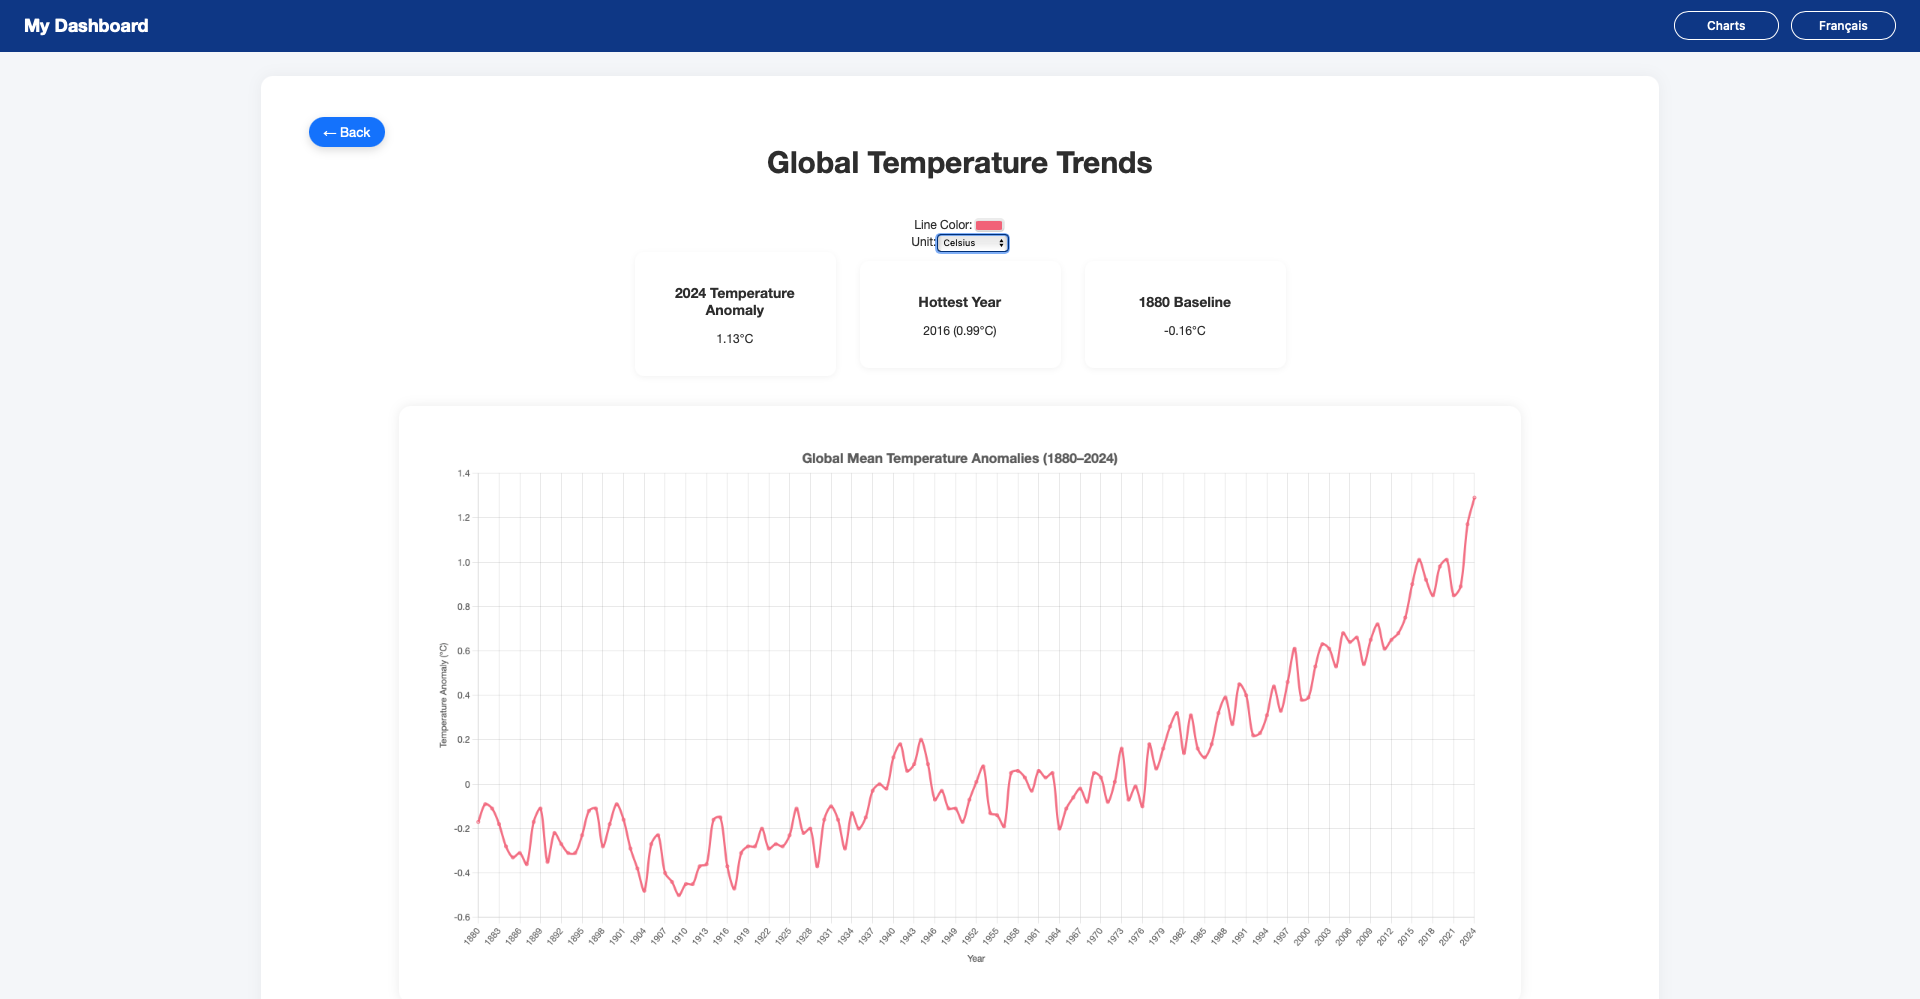 My Dashboard
Charts
Français
← Back
Global Temperature Trends
Line Color:
Unit: Celsius
2024 Temperature
Anomaly
1.13°C
Hottest Year
2016 (0.99°C)
1880 Baseline
-0.16°C
Global Mean Temperature Anomalies (1880–2024)
Temperature Anomaly (°C)
1.4
1.2
1.0
0.8
0.6
0.4
0.2
0
-0.2
-0.4
-0.6
1880 1883 1886 1889 1892 1895 1898 1901 1904 1907 1910 1913 1916 1919 1922 1925 1928 1931 1934 1937 1940 1943 1946 1949 1952 1955 1958 1961 1964 1967 1970 1973 1976 1979 1982 1985 1988 1991 1994 1997 2000 2003 2006 2009 2012 2015 2018 2021 2024
Year